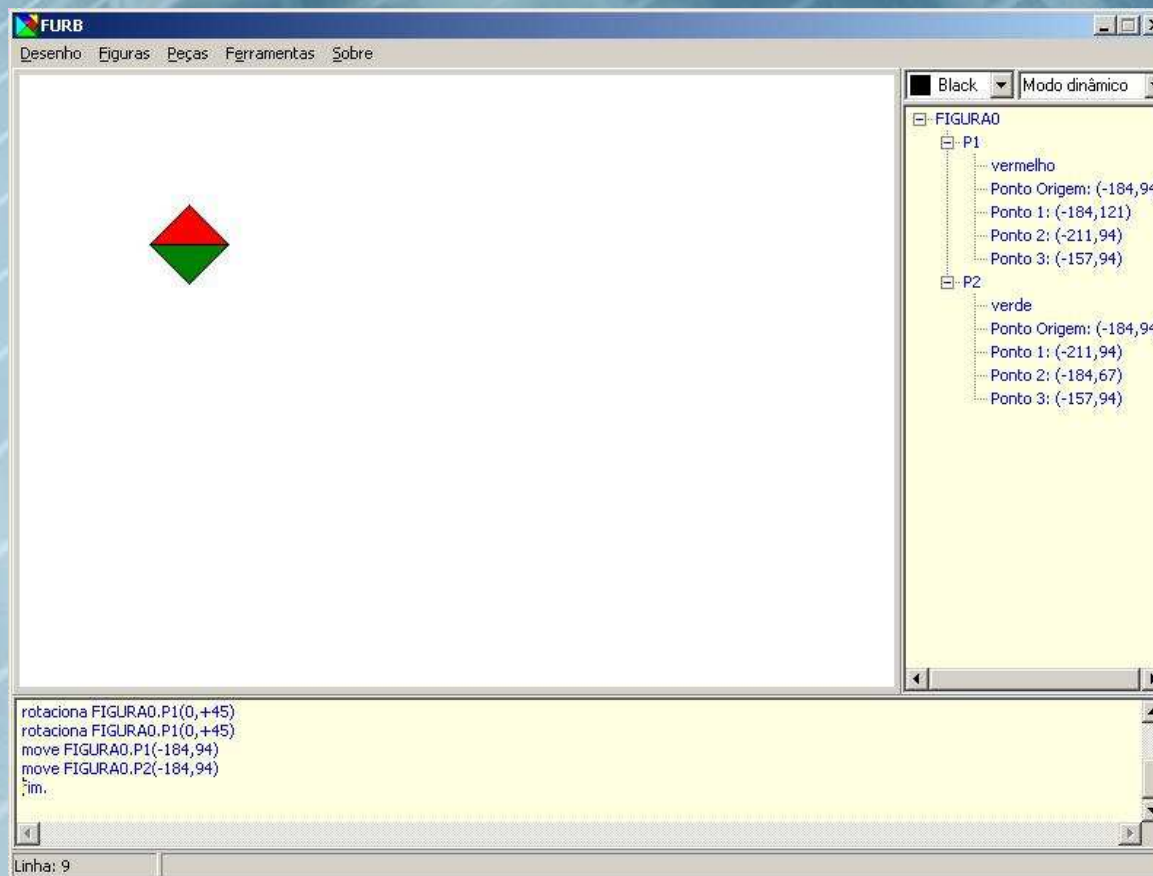 FURB
Desenho Figuras Peças Ferramentas Sobre
Black Modo dinâmico
FIGURA0
P1
vermelho
Ponto Origem: (-184,94
Ponto 1: (-184,121)
Ponto 2: (-211,94)
Ponto 3: (-157,94)
P2
verde
Ponto Origem: (-184,94
Ponto 1: (-211,94)
Ponto 2: (-184,67)
Ponto 3: (-157,94)
rotaciona FIGURA0.P1(0,+45)
rotaciona FIGURA0.P1(0,+45)
move FIGURA0.P1(-184,94)
move FIGURA0.P2(-184,94)
fim.
Linha: 9